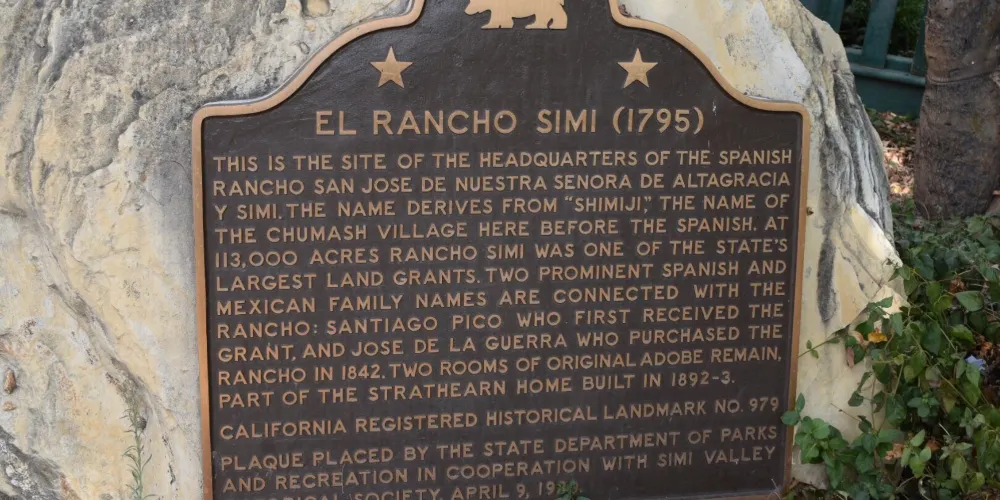 EL RANCHO SIMI (1795)
THIS IS THE SITE OF THE HEADQUARTERS OF THE SPANISH
RANCHO SAN JOSE DE NUESTRA SENORA DE ALTAGRACIA
Y SIMI. THE NAME DERIVES FROM "SHIMIJI," THE NAME OF
THE CHUMASH VILLAGE HERE BEFORE THE SPANISH. AT
113,000 ACRES RANCHO SIMI WAS ONE OF THE STATE'S
LARGEST LAND GRANTS. TWO PROMINENT SPANISH AND
MEXICAN FAMILY NAMES ARE CONNECTED WITH THE
RANCHO: SANTIAGO PICO WHO FIRST RECEIVED THE
GRANT, AND JOSE DE LA GUERRA WHO PURCHASED THE
RANCHO IN 1842. TWO ROOMS OF ORIGINAL ADOBE REMAIN,
PART OF THE STRATHEARN HOME BUILT IN 1892-3.
CALIFORNIA REGISTERED HISTORICAL LANDMARK NO. 979
PLAQUE PLACED BY THE STATE DEPARTMENT OF PARKS
AND RECREATION IN COOPERATION WITH SIMI VALLEY
SOCIETY APRIL 9,